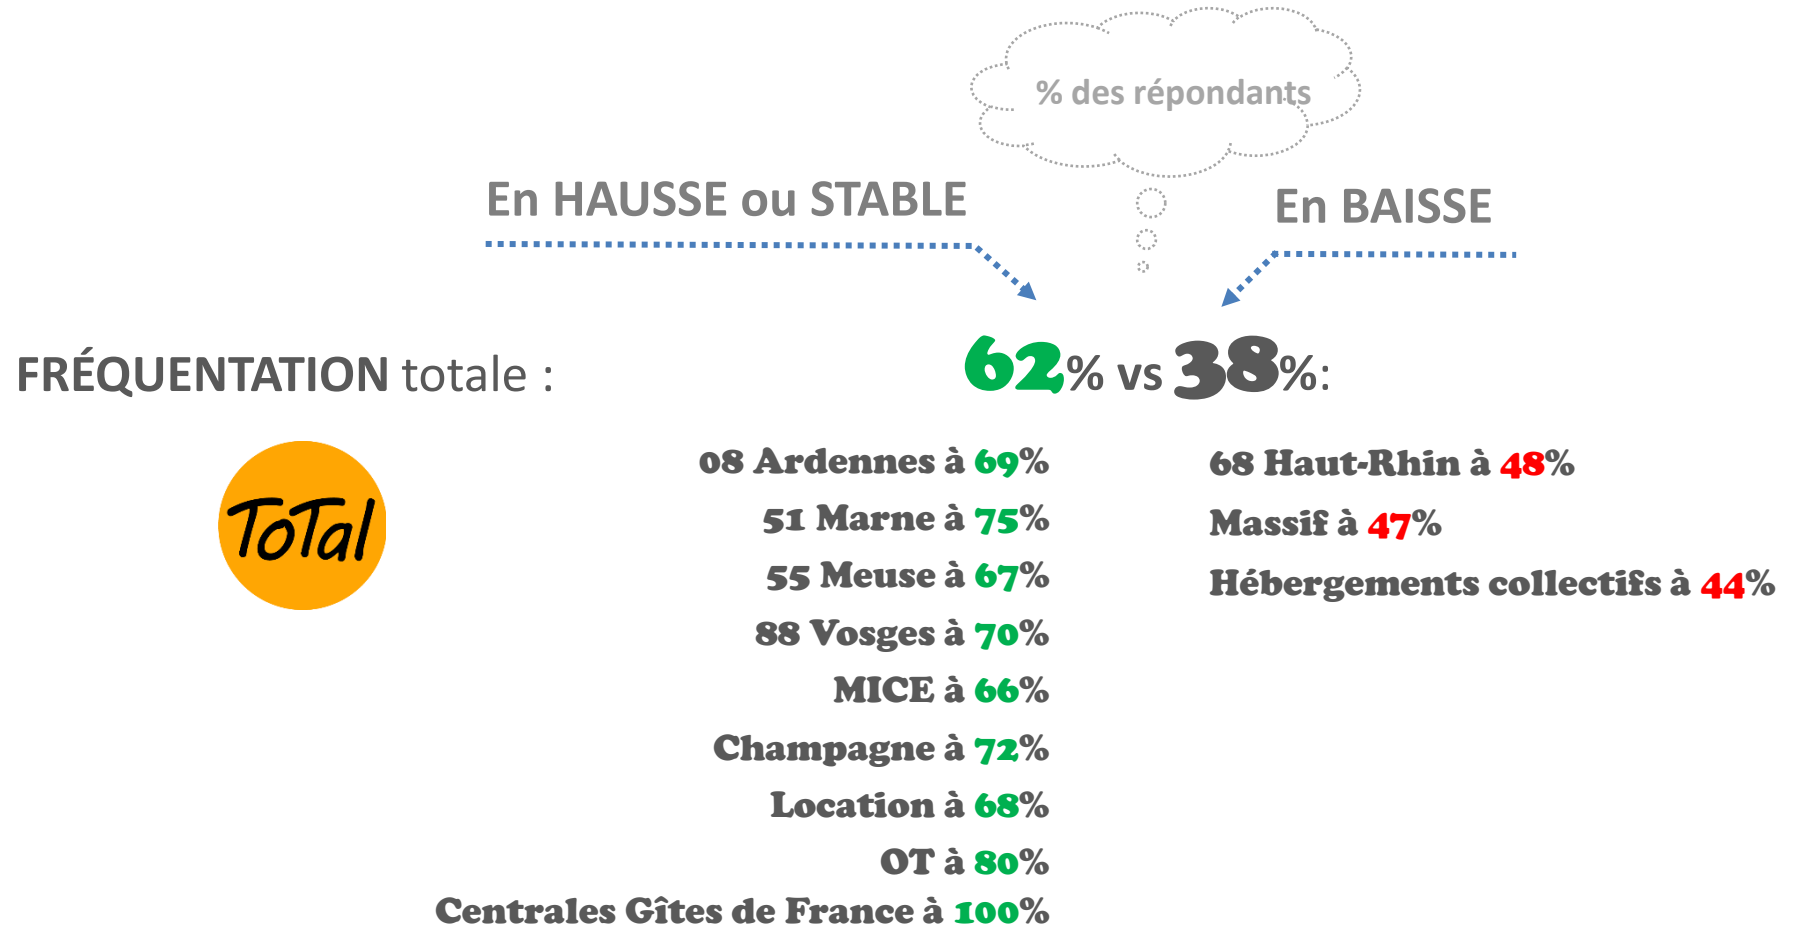 % des répondants
En HAUSSE ou STABLE
En BAISSE
FRÉQUENTATION totale :
62% vs 38%:
ToTal
08 Ardennes à 69%
51 Marne à 75%
55 Meuse à 67%
88 Vosges à 70%
MICE à 66%
Champagne à 72%
Location à 68%
OT à 80%
Centrales Gîtes de France à 100%
68 Haut-Rhin à 48%
Massif à 47%
Hébergements collectifs à 44%